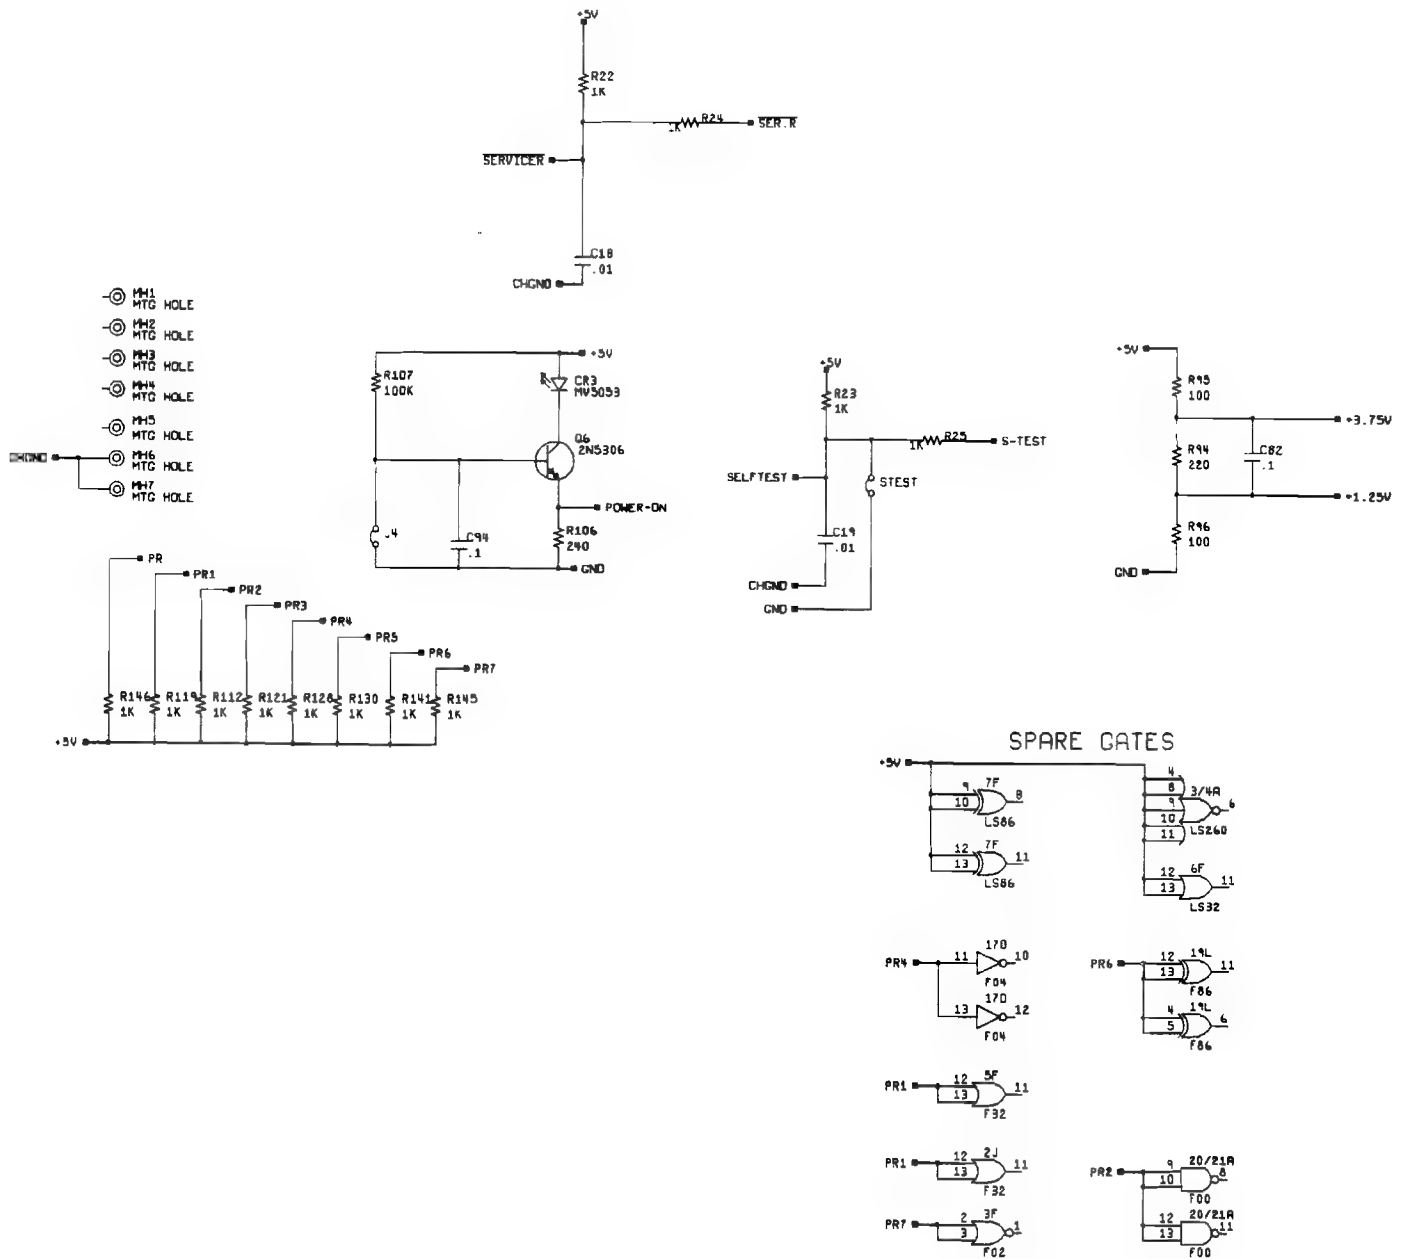 +5V
R22
1K
1K R24
SER.R
SERVICER
C18
.01
CHGND
MH1
MTG HOLE
MH2
MTG HOLE
MH3
MTG HOLE
MH4
MTG HOLE
MH5
MTG HOLE
MH6
MTG HOLE
MH7
MTG HOLE
CHGND
+5V
R107
100K
CR3
MV5053
Q6
2N5306
POWER-ON
R106
240
J4
C94
.1
GND
+5V
R23
1K
1K R25
S-TEST
SELFTEST
STEST
C19
.01
CHGND
GND
+5V
R95
100
+3.75V
R94
220
C82
.1
+1.25V
R96
100
GND
PR
PR1
PR2
PR3
PR4
PR5
PR6
PR7
R146 R119 R112 R121 R128 R130 R141 R145
1K 1K 1K 1K 1K 1K 1K 1K
+5V
SPARE GATES
+5V
7F
9
10
8
LS86
7F
12
13
11
LS86
4
8
9
10
11
3/4A
6
LS260
6F
12
13
11
LS32
PR4
17D
11
10
F04
17D
13
12
F04
PR6
19L
12
13
11
F86
19L
4
5
6
F86
PR1
5F
12
13
11
F32
PR1
2J
12
13
11
F32
PR2
20/21A
9
10
8
F00
20/21A
12
13
11
F00
PR7
3F
2
3
1
F02